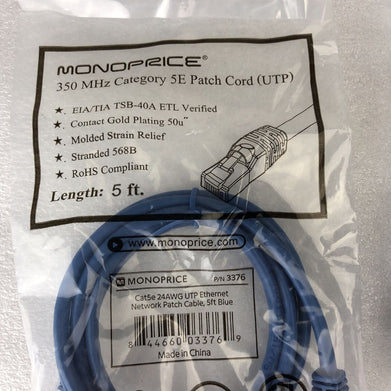 MONOPRICE®
350 MHz Category 5E Patch Cord (UTP)
★. EIA/TIA TSB-40A ETL Verified
★. Contact Gold Plating 50u"
★. Molded Strain Relief
★. Stranded 568B
★. RoHS Compliant
Length: 5 ft.
www.monoprice.com
M MONOPRICE P/N 3376
Cat5e 24AWG UTP Ethernet
Network Patch Cable, 5ft Blue
8 44660 03376 9
Made in China